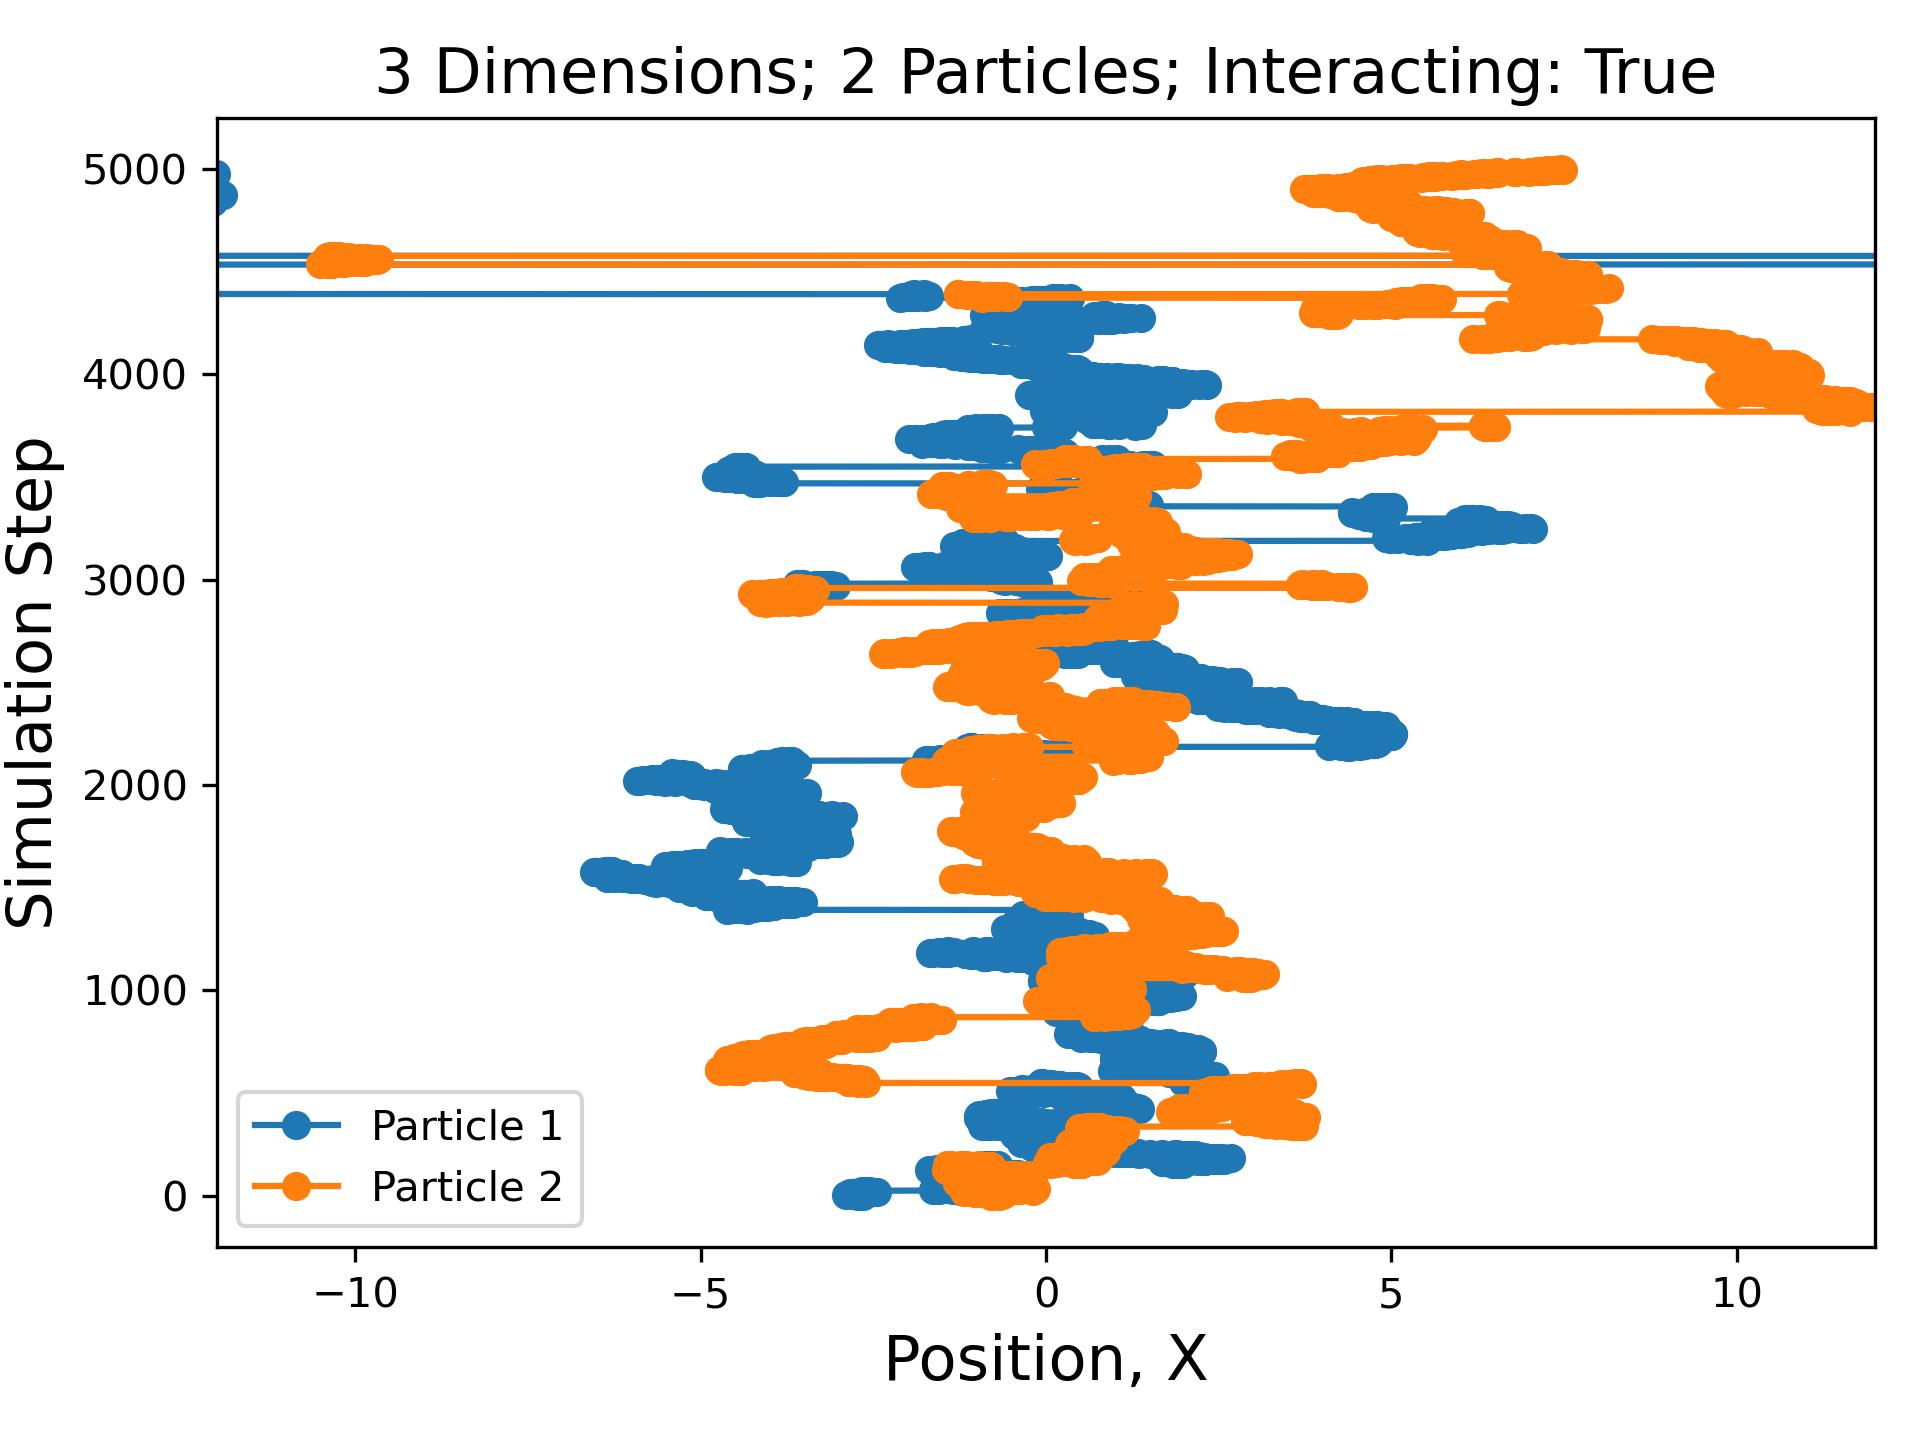 3 Dimensions; 2 Particles; Interacting: True
5000
4000
3000
2000
1000
0
Simulation Step
Particle 1
Particle 2
−10
−5
0
5
10
Position, X